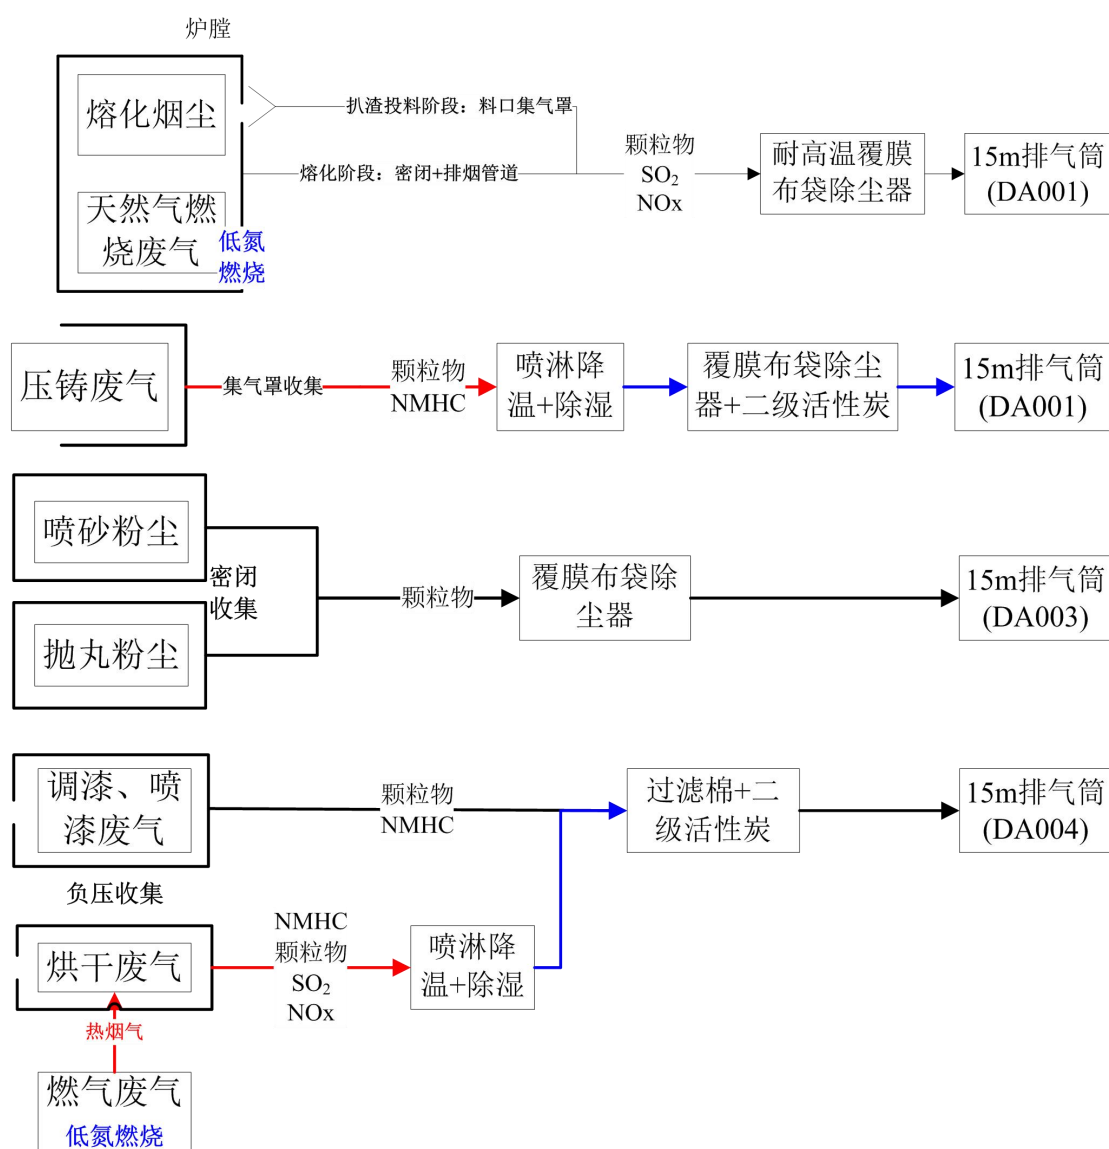 炉膛
熔化烟尘
扒渣投料阶段：料口集气罩
熔化阶段：密闭+排烟管道
颗粒物
SO₂
NOx
耐高温覆膜
布袋除尘器
15m排气筒
(DA001)
天然气燃
烧废气
低氮
燃烧
压铸废气
集气罩收集
颗粒物
NMHC
喷淋降
温+除湿
覆膜布袋除尘
器+二级活性炭
15m排气筒
(DA001)
喷砂粉尘
密闭
收集
抛丸粉尘
颗粒物
覆膜布袋除
尘器
15m排气筒
(DA003)
调漆、喷
漆废气
颗粒物
NMHC
过滤棉+二
级活性炭
15m排气筒
(DA004)
负压收集
烘干废气
NMHC
颗粒物
SO₂
NOx
喷淋降
温+除湿
热烟气
燃气废气
低氮燃烧